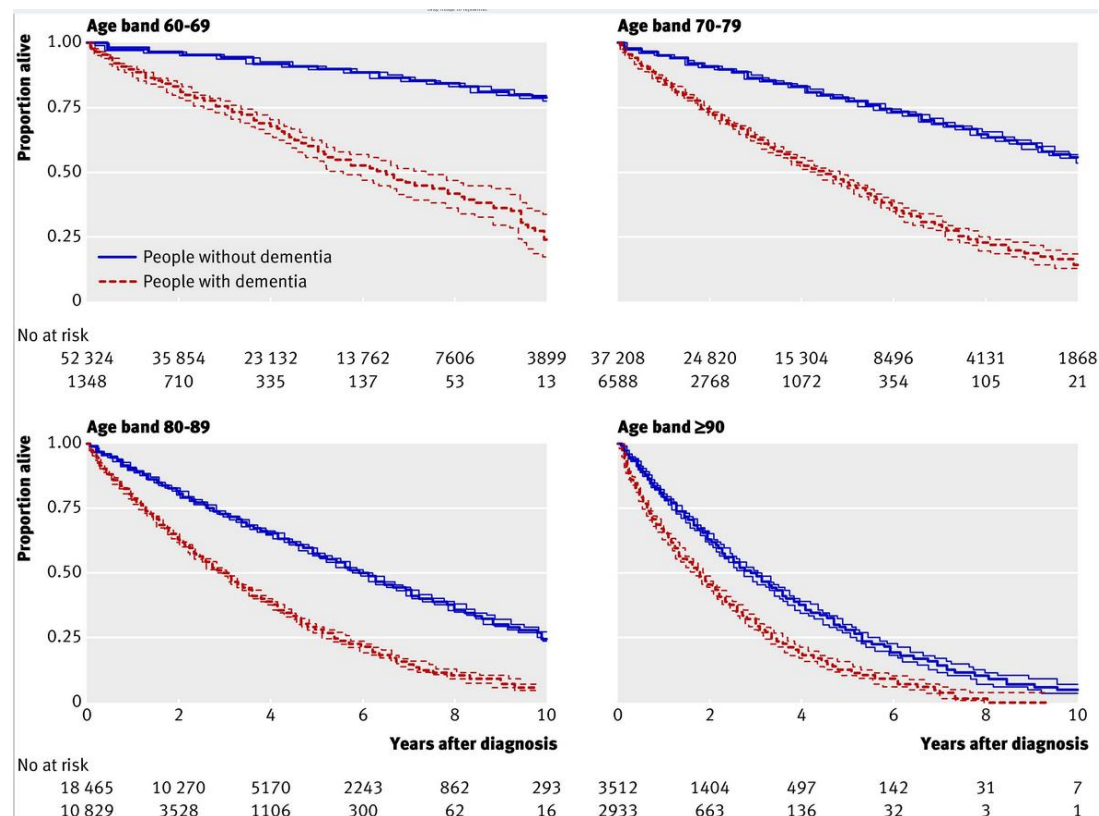 Age band 60-69
Proportion alive
1.00
0.75
0.50
0.25
0
People without dementia
People with dementia
Age band 70-79
No at risk
52 324 35 854 23 132 13 762 7606 3899 37 208 24 820 15 304 8496 4131 1868
1348 710 335 137 53 13 6588 2768 1072 354 105 21
Age band 80-89
Proportion alive
1.00
0.75
0.50
0.25
0
0 2 4 6 8 10
Years after diagnosis
Age band ≥90
0 2 4 6 8 10
Years after diagnosis
No at risk
18 465 10 270 5170 2243 862 293 3512 1404 497 142 31 7
10 829 3528 1106 300 62 16 2933 663 136 32 3 1